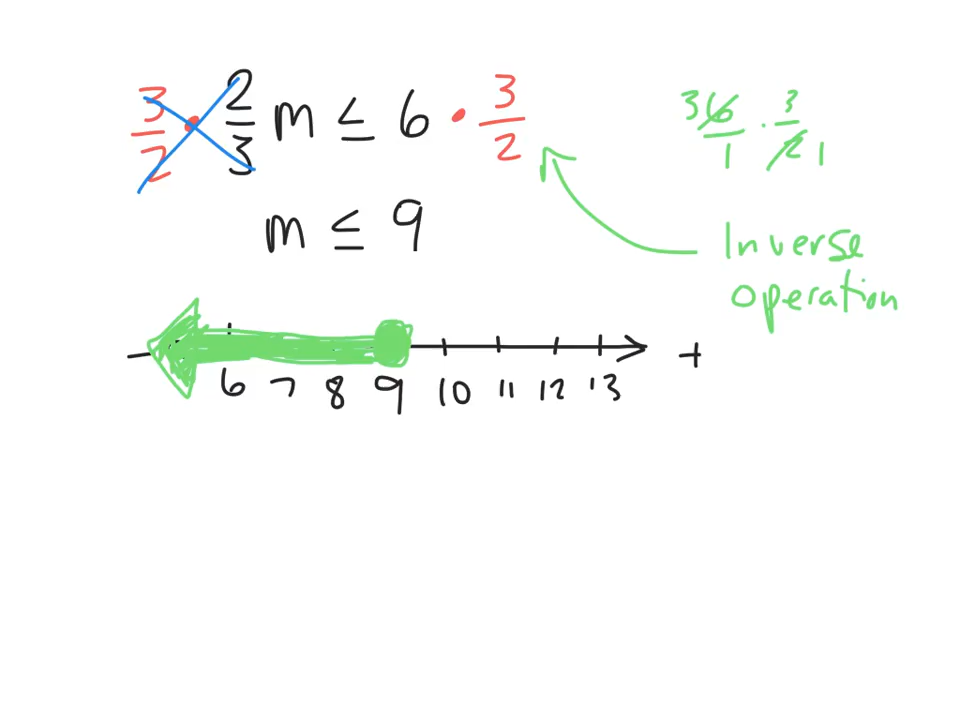 3/2 • 2/3 m ≤ 6 • 3/2
m ≤ 9
3 6/1 · 3/2 1
Inverse
operation
- 6 7 8 9 10 11 12 13 +